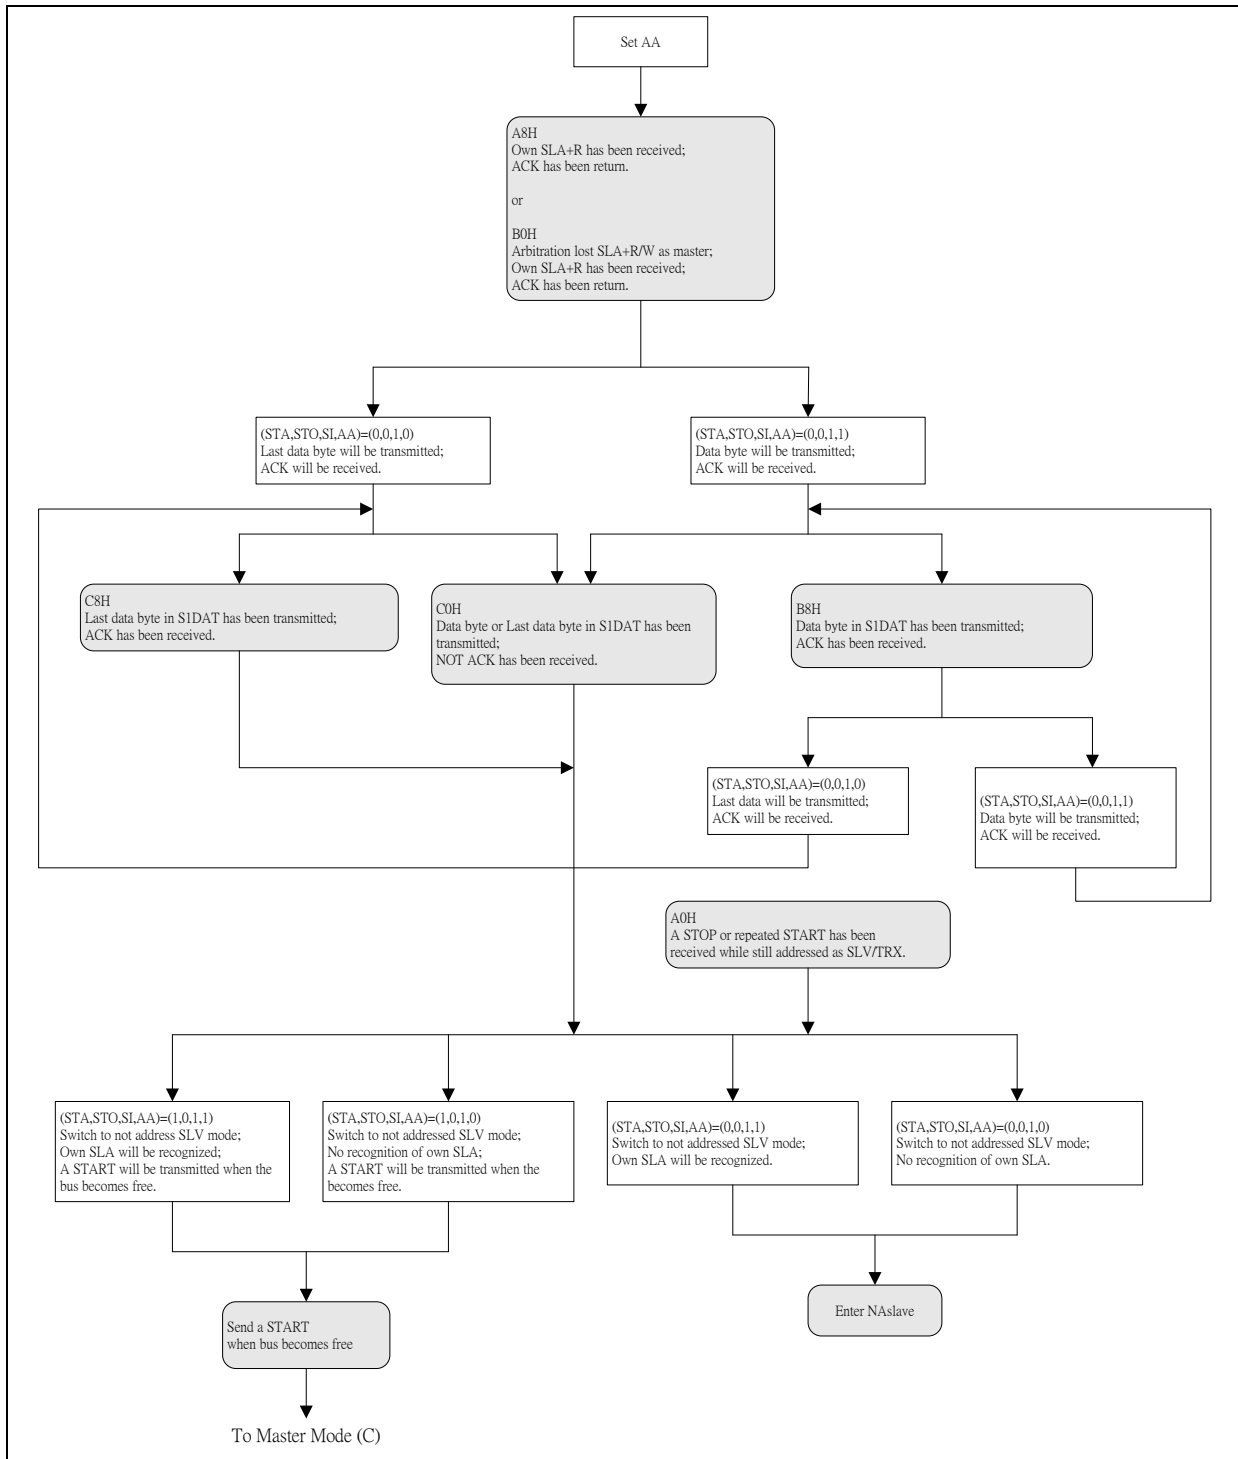 Set AA
A8H
Own SLA+R has been received;
ACK has been return.
or
B0H
Arbitration lost SLA+R/W as master;
Own SLA+R has been received;
ACK has been return.
(STA,STO,SI,AA)=(0,0,1,0)
Last data byte will be transmitted;
ACK will be received.
(STA,STO,SI,AA)=(0,0,1,1)
Data byte will be transmitted;
ACK will be received.
C8H
Last data byte in S1DAT has been transmitted;
ACK has been received.
C0H
Data byte or Last data byte in S1DAT has been
transmitted;
NOT ACK has been received.
B8H
Data byte in S1DAT has been transmitted;
ACK has been received.
(STA,STO,SI,AA)=(0,0,1,0)
Last data will be transmitted;
ACK will be received.
(STA,STO,SI,AA)=(0,0,1,1)
Data byte will be transmitted;
ACK will be received.
A0H
A STOP or repeated START has been
received while still addressed as SLV/TRX.
(STA,STO,SI,AA)=(1,0,1,1)
Switch to not address SLV mode;
Own SLA will be recognized;
A START will be transmitted when the
bus becomes free.
(STA,STO,SI,AA)=(1,0,1,0)
Switch to not addressed SLV mode;
No recognition of own SLA;
A START will be transmitted when the
becomes free.
(STA,STO,SI,AA)=(0,0,1,1)
Switch to not addressed SLV mode;
Own SLA will be recognized.
(STA,STO,SI,AA)=(0,0,1,0)
Switch to not addressed SLV mode;
No recognition of own SLA.
Send a START
when bus becomes free
Enter NAslave
To Master Mode (C)